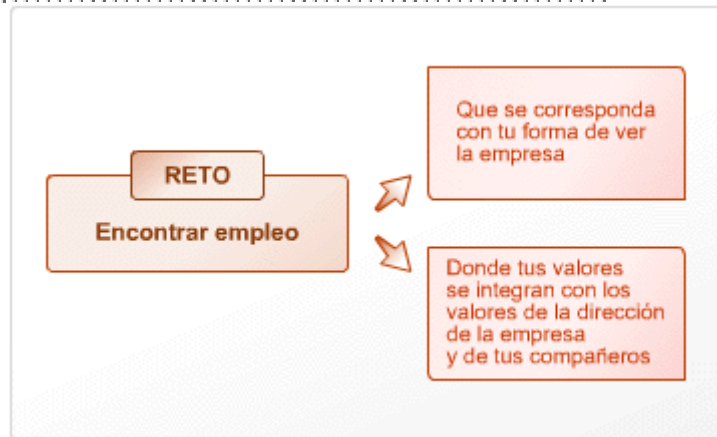 RETO
Encontrar empleo
Que se corresponda
con tu forma de ver
la empresa
Donde tus valores
se integran con los
valores de la dirección
de la empresa
y de tus compañeros